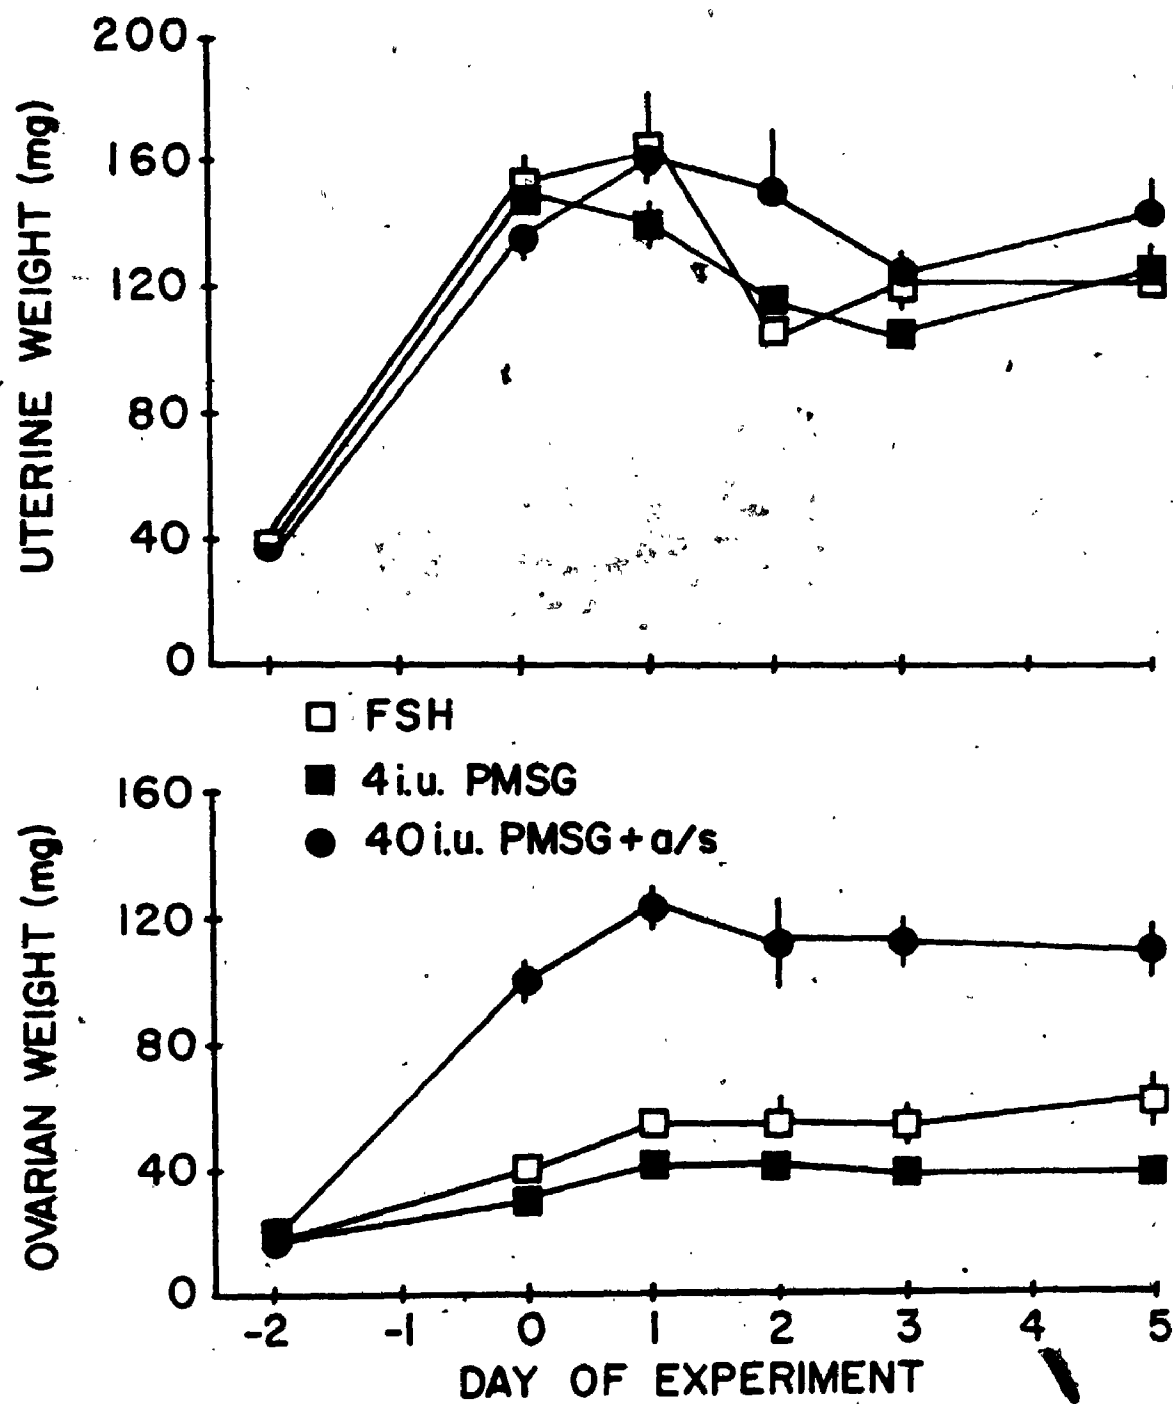 200
160
120
80
40
0
UTERINE WEIGHT (mg)
FSH
4 i.u. PMSG
40 i.u. PMSG + a/s
160
120
80
40
0
OVARIAN WEIGHT (mg)
-2 -1 0 1 2 3 4 5
DAY OF EXPERIMENT